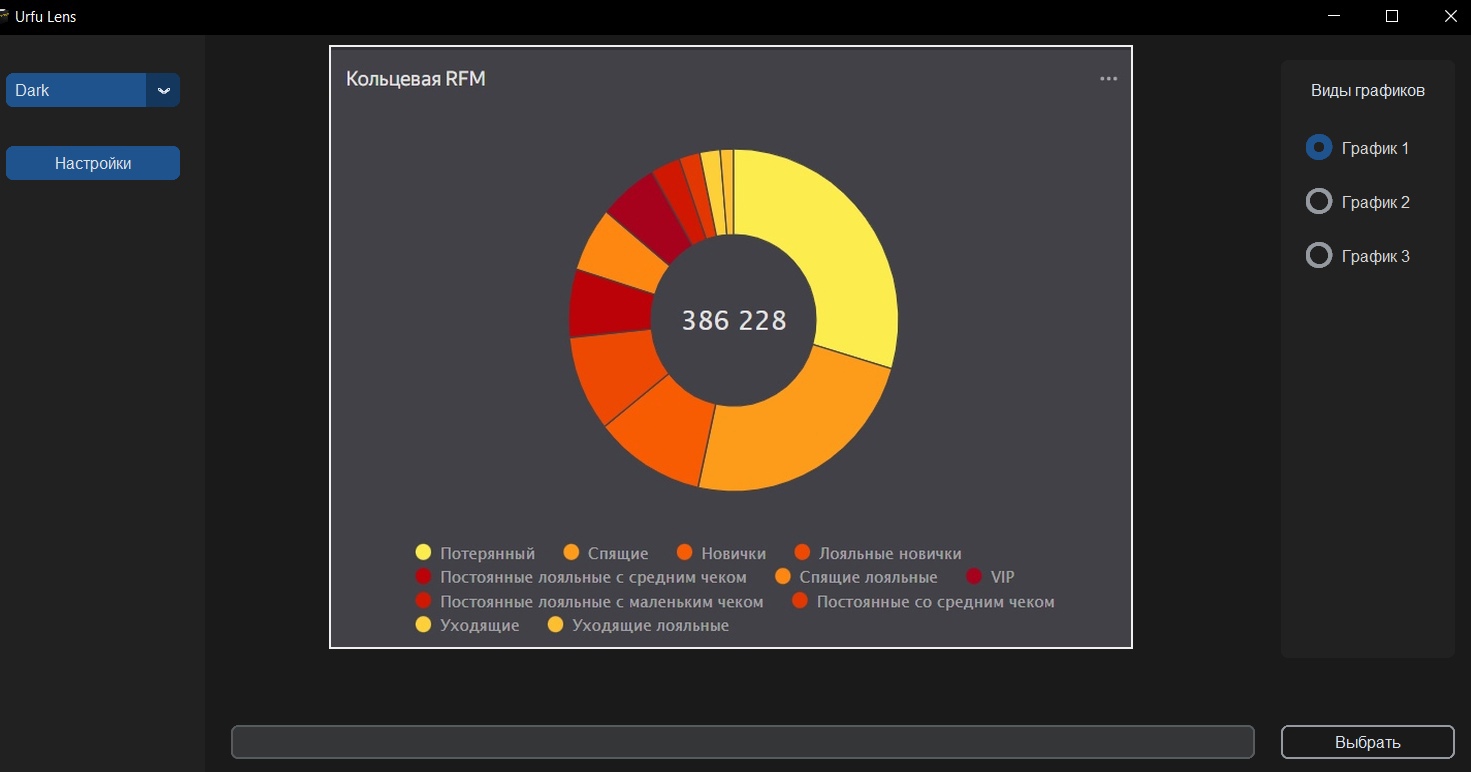 Urfu Lens
Dark
Настройки
Кольцевая RFM
386 228
Потерянный Спящие Новички Лояльные новички
Постоянные лояльные с средним чеком Спящие лояльные VIP
Постоянные лояльные с маленьким чеком Постоянные со средним чеком
Уходящие Уходящие лояльные
Виды графиков
График 1
График 2
График 3
Выбрать